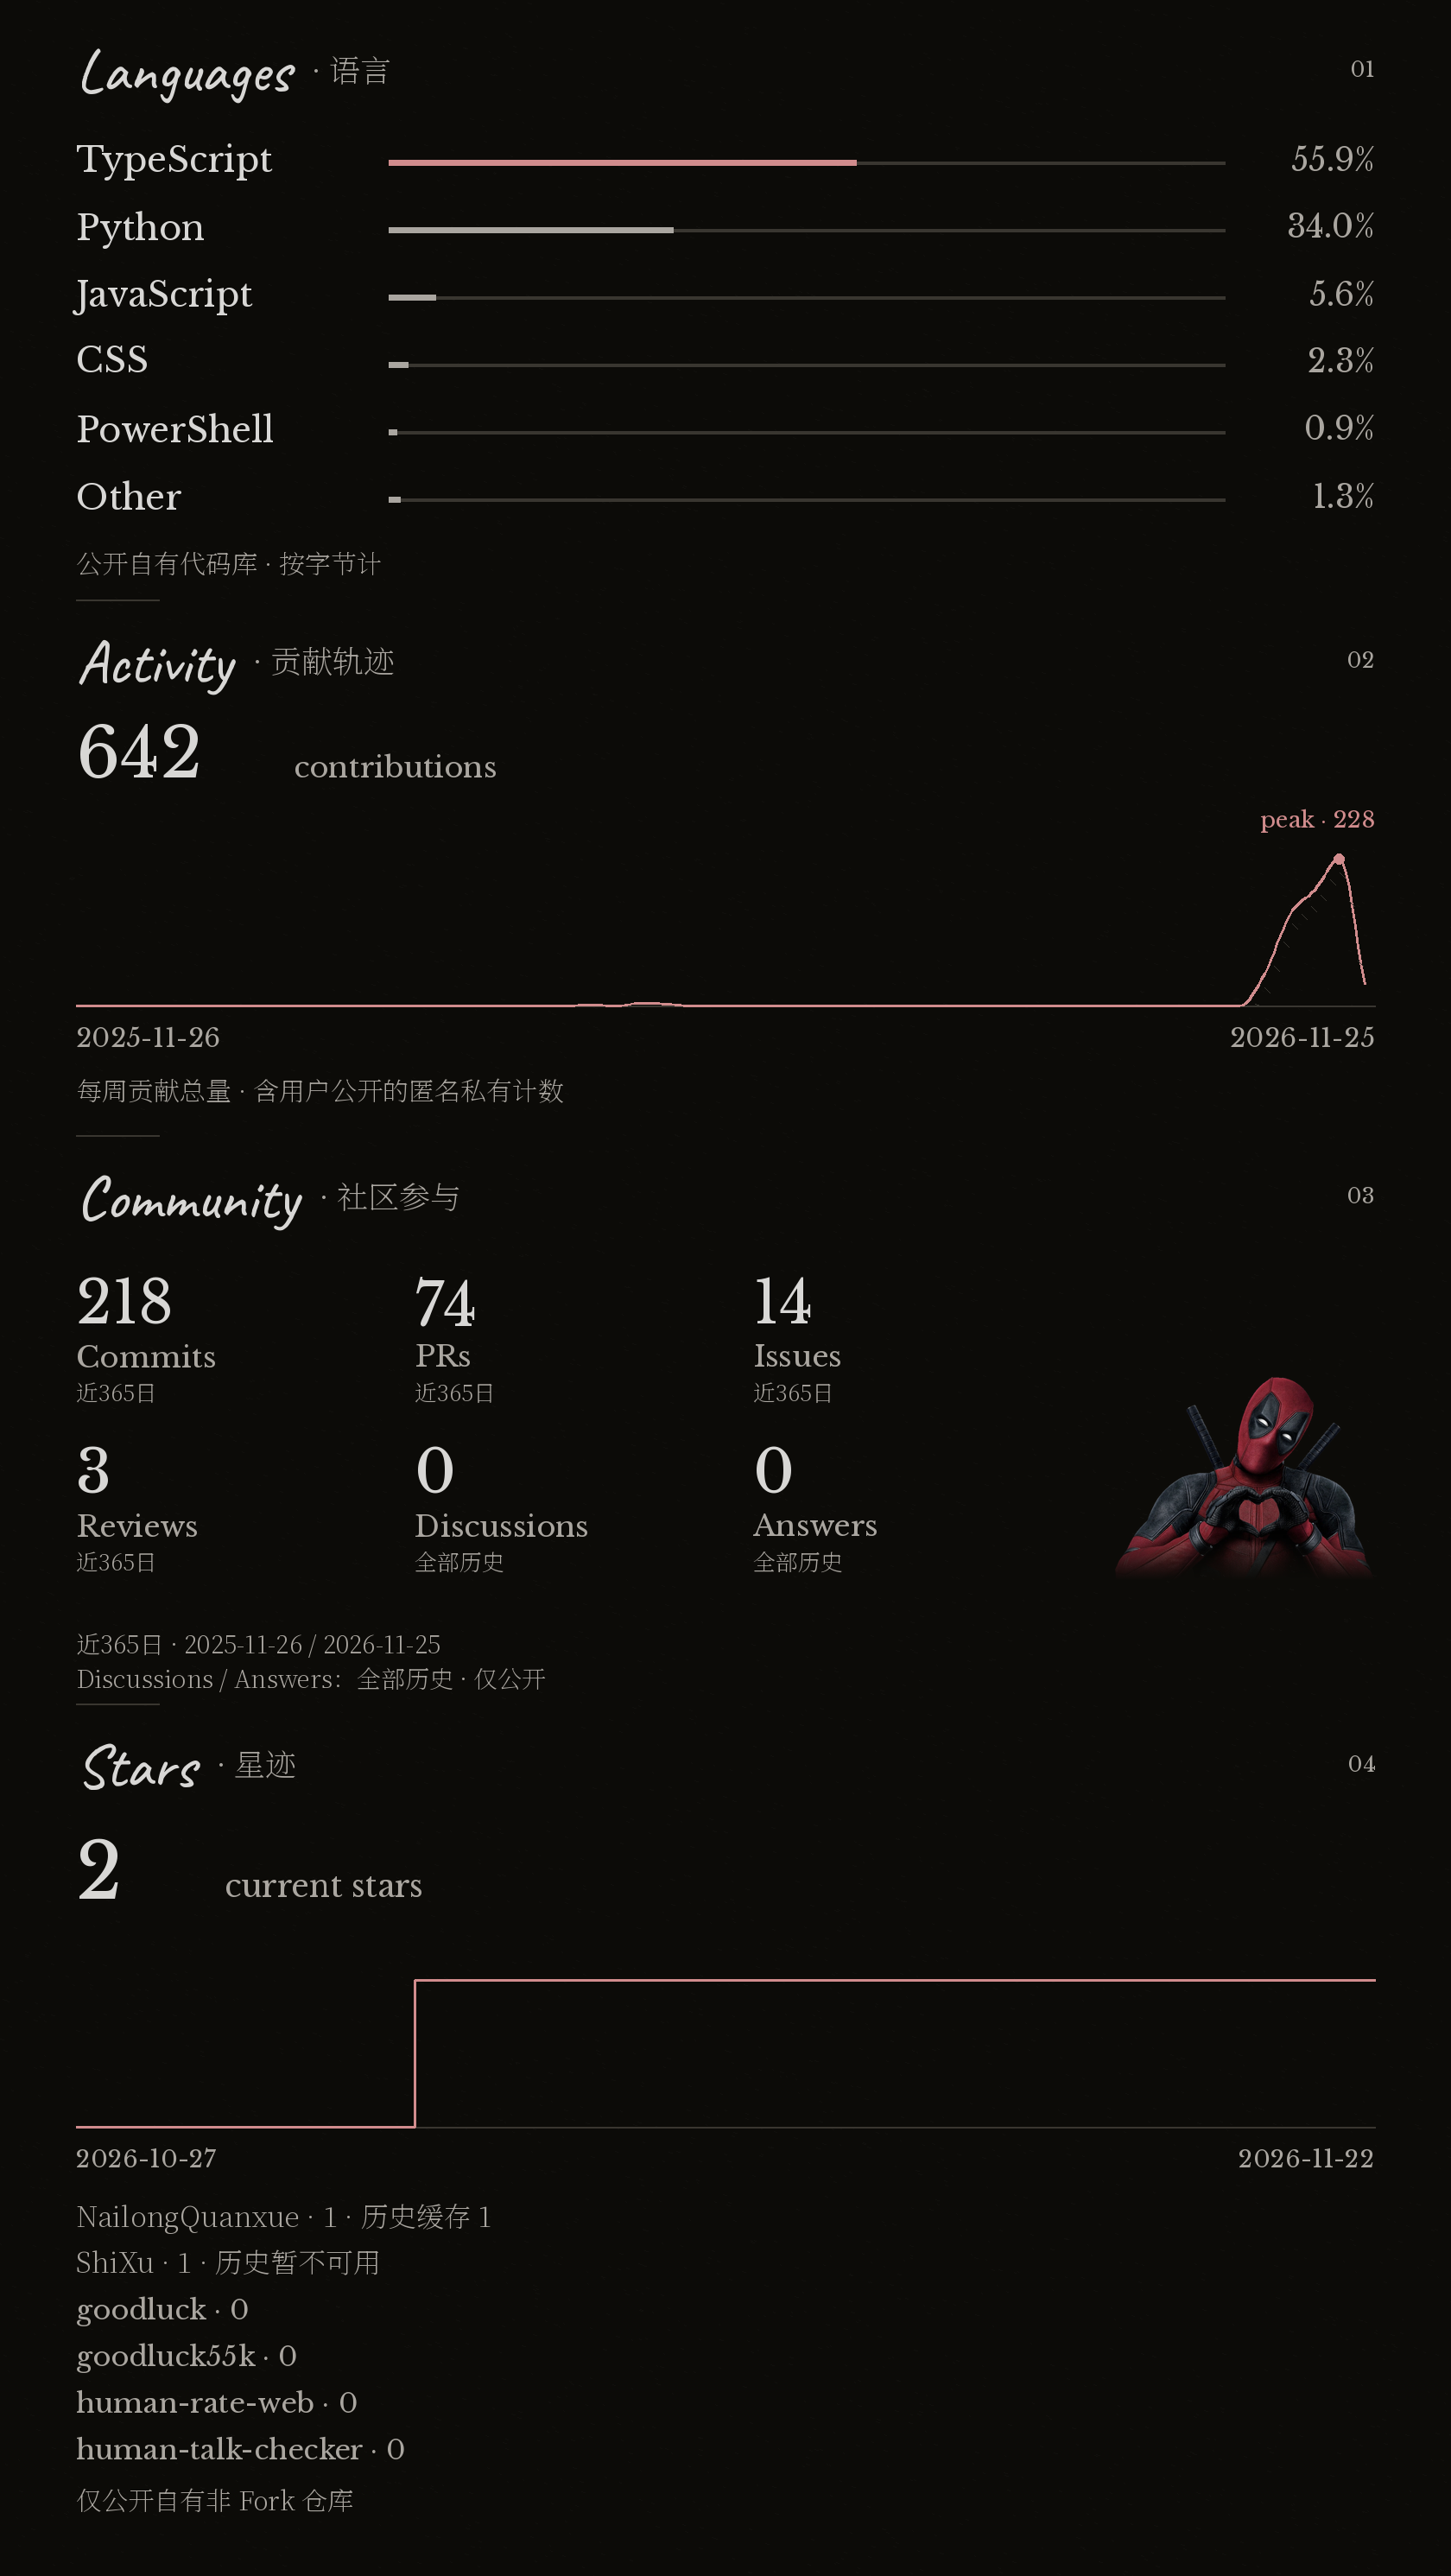 Languages · 语言 01
TypeScript 55.9%
Python 34.0%
JavaScript 5.6%
CSS 2.3%
PowerShell 0.9%
Other 1.3%
公开自有代码库 · 按字节计
Activity · 贡献轨迹 02
642 contributions
peak · 228
2025-11-26 2026-11-25
每周贡献总量 · 含用户公开的匿名私有计数
Community · 社区参与 03
218 74 14
Commits PRs Issues
近365日 近365日 近365日
3 0 0
Reviews Discussions Answers
近365日 全部历史 全部历史
近365日 · 2025-11-26 / 2026-11-25
Discussions / Answers：全部历史 · 仅公开
Stars · 星迹 04
2 current stars
2026-10-27 2026-11-22
NailongQuanxue · 1 · 历史缓存 1
ShiXu · 1 · 历史暂不可用
goodluck · 0
goodluck55k · 0
human-rate-web · 0
human-talk-checker · 0
仅公开自有非 Fork 仓库